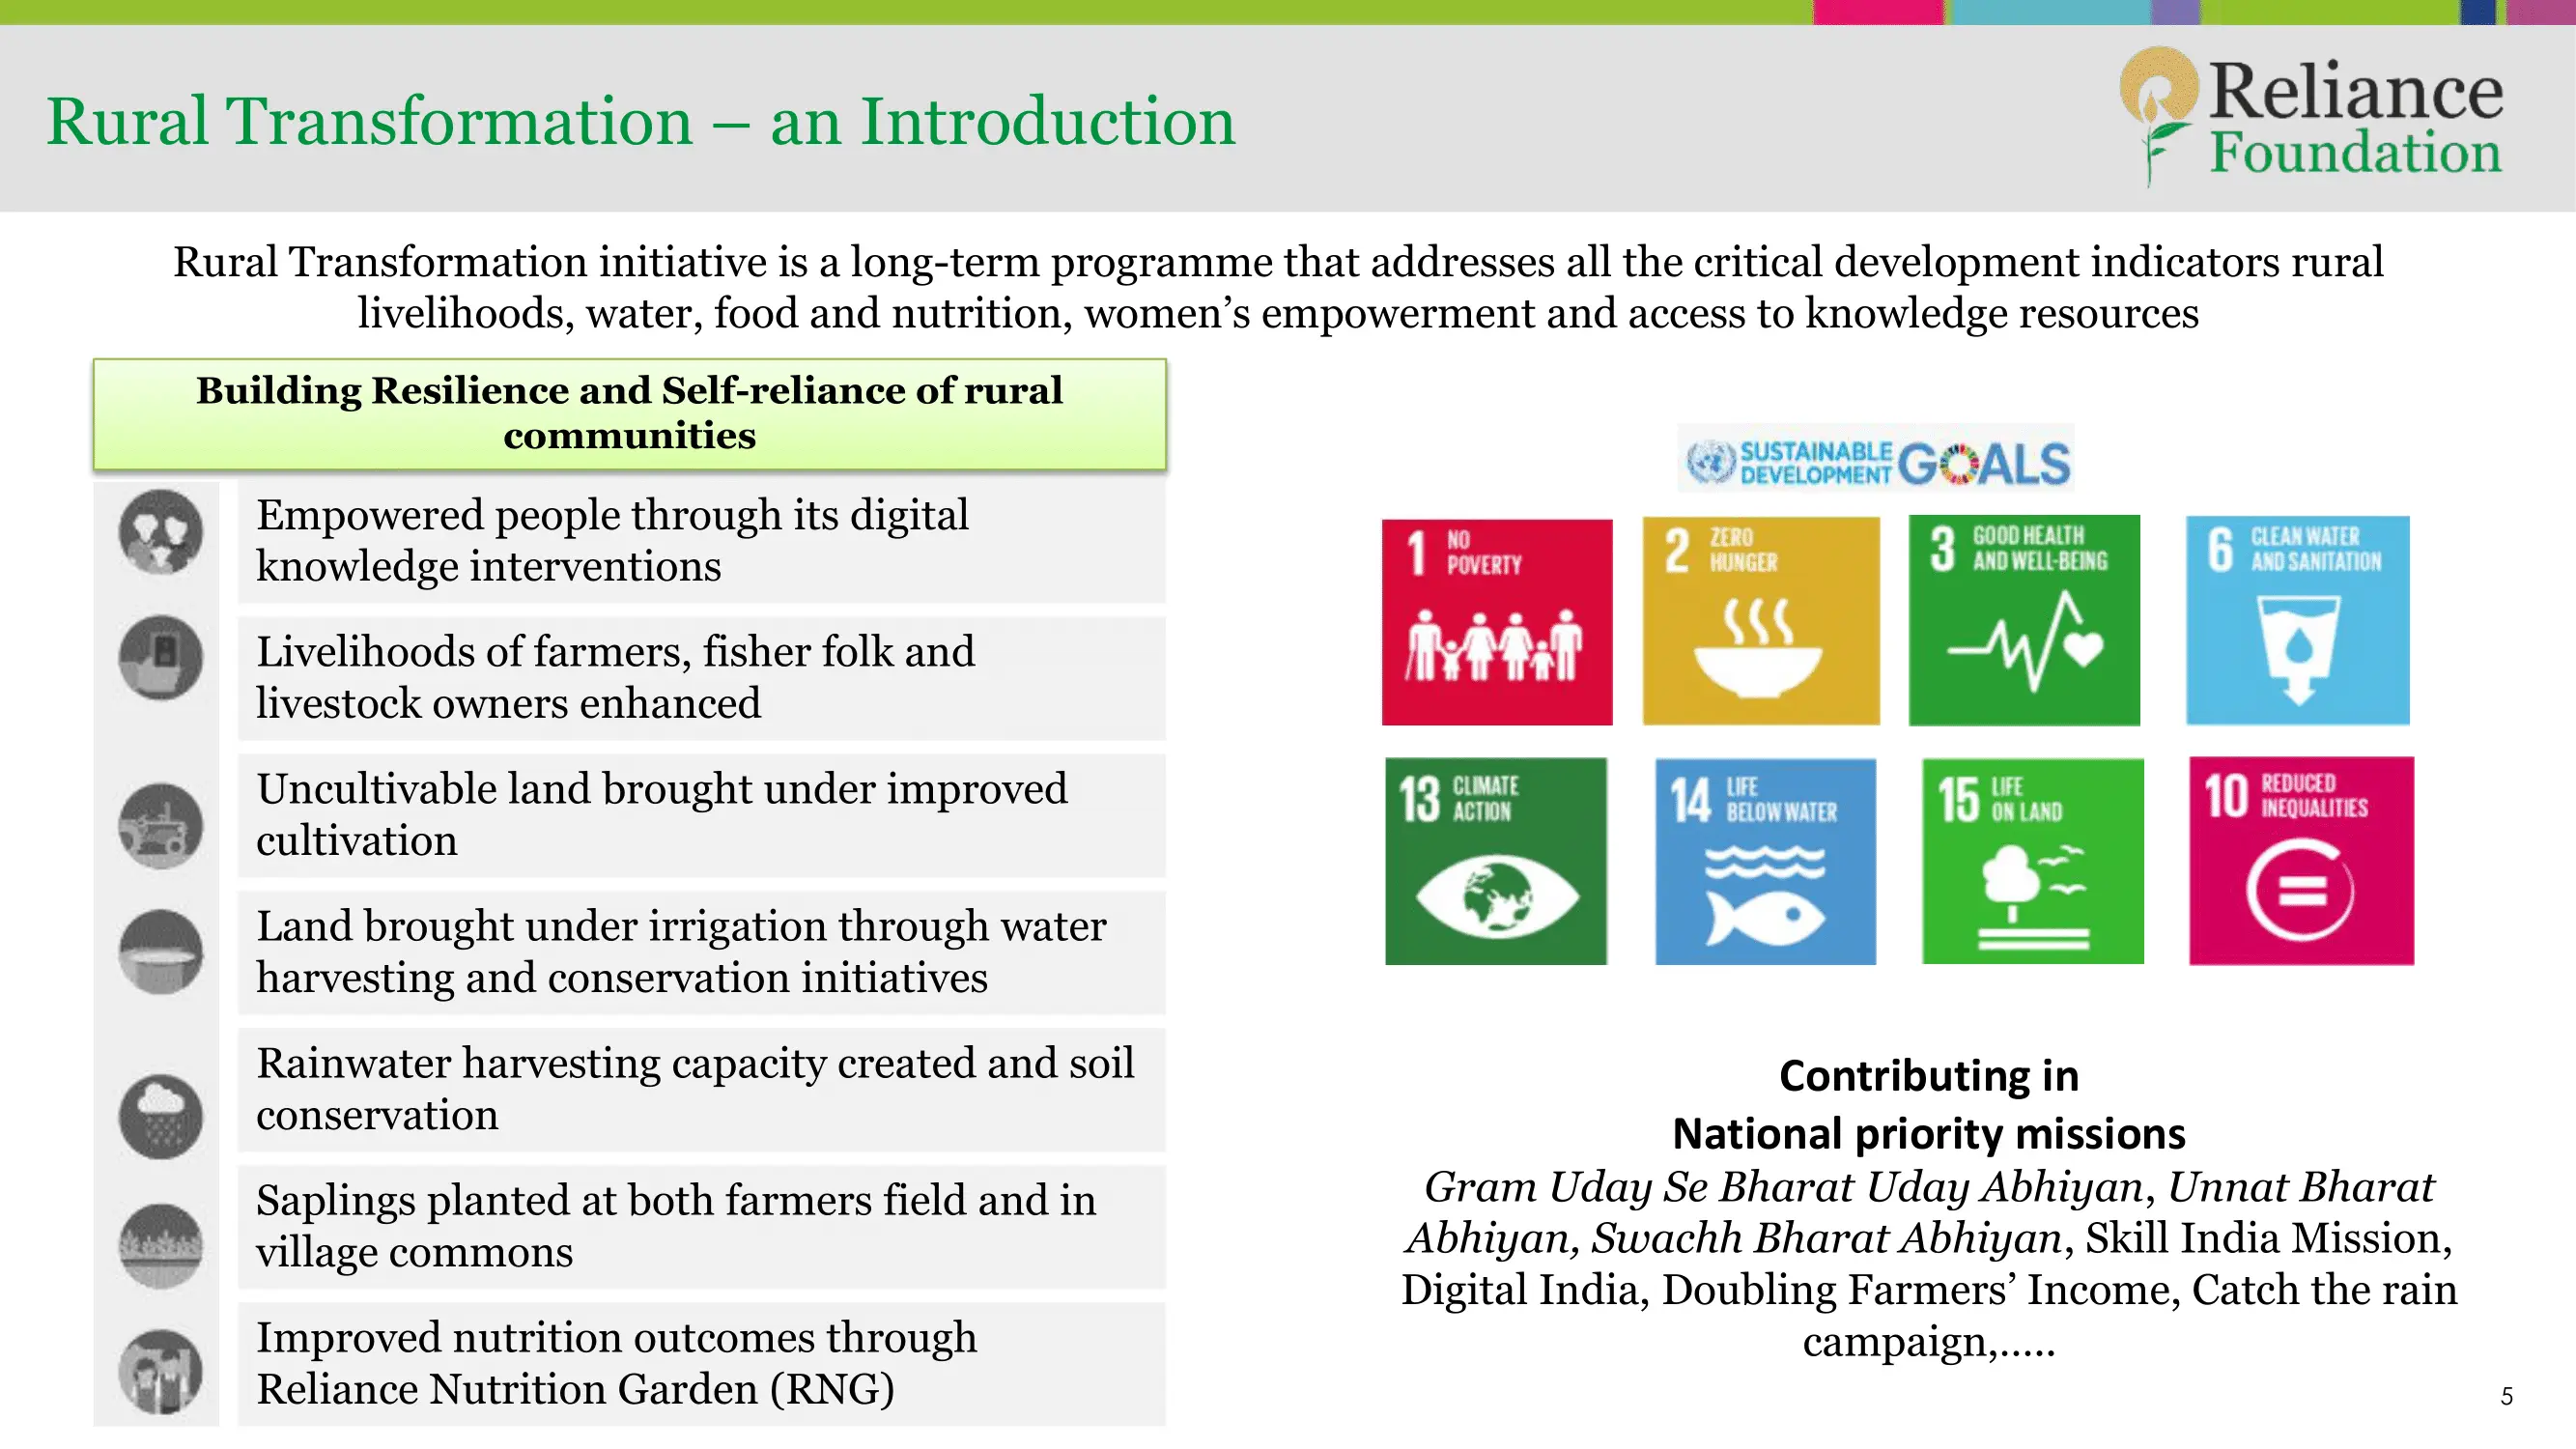 Rural Transformation – an Introduction
Reliance
Foundation
Rural Transformation initiative is a long-term programme that addresses all the critical development indicators rural
livelihoods, water, food and nutrition, women’s empowerment and access to knowledge resources
Building Resilience and Self-reliance of rural
communities
Empowered people through its digital
knowledge interventions
Livelihoods of farmers, fisher folk and
livestock owners enhanced
Uncultivable land brought under improved
cultivation
Land brought under irrigation through water
harvesting and conservation initiatives
Rainwater harvesting capacity created and soil
conservation
Saplings planted at both farmers field and in
village commons
Improved nutrition outcomes through
Reliance Nutrition Garden (RNG)
SUSTAINABLE
DEVELOPMENT
GOALS
1 NO
POVERTY
2 ZERO
HUNGER
3 GOOD HEALTH
AND WELL-BEING
6 CLEAN WATER
AND SANITATION
13 CLIMATE
ACTION
14 LIFE
BELOW WATER
15 LIFE
ON LAND
10 REDUCED
INEQUALITIES
Contributing in
National priority missions
Gram Uday Se Bharat Uday Abhiyan, Unnat Bharat
Abhiyan, Swachh Bharat Abhiyan, Skill India Mission,
Digital India, Doubling Farmers’ Income, Catch the rain
campaign,.....
5